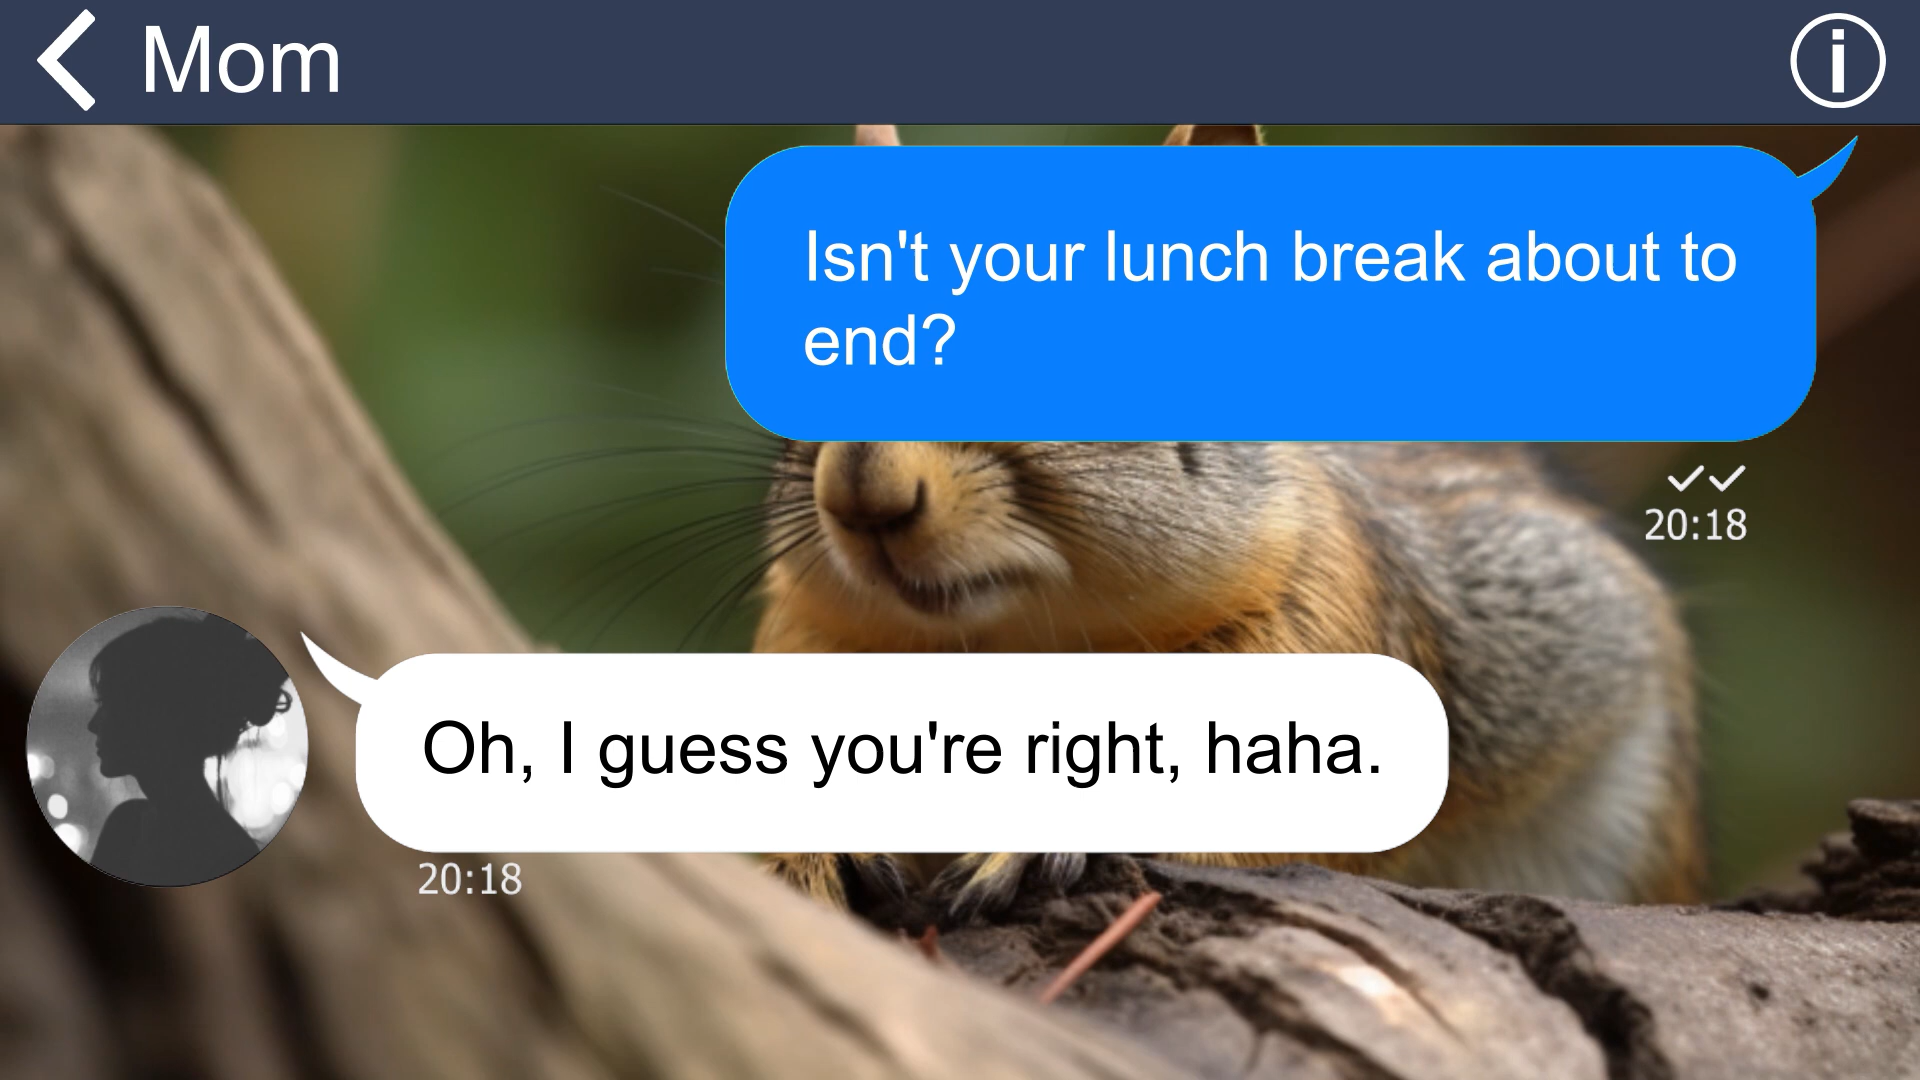 Mom
Isn't your lunch break about to
end?
20:18
Oh, I guess you're right, haha.
20:18